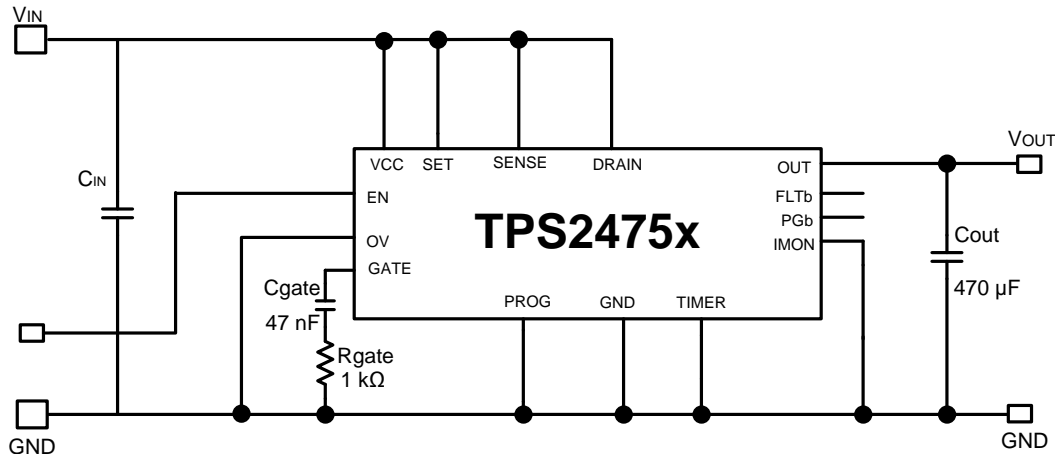 VIN
VCC SET SENSE DRAIN
OUT
VOUT
CIN
EN
FLTb
TPS2475x
PGb
OV
IMON
Cout
GATE
Cgate
470 µF
47 nF
PROG GND TIMER
Rgate
1 kΩ
GND
GND